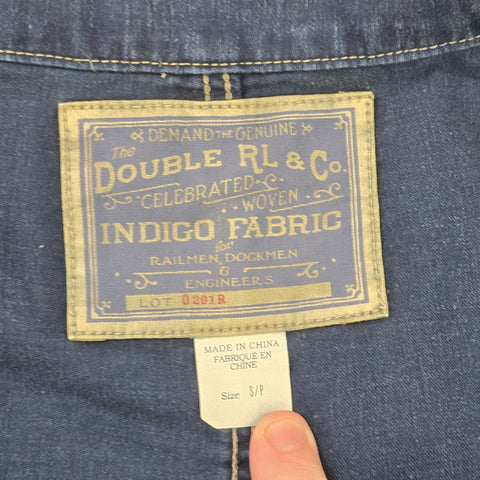 DEMAND THE GENUINE
The
DOUBLE RL & Co.
CELEBRATED
WOVEN
INDIGO FABRIC
for
RAILMEN, DOCKMEN
&
ENGINEERS
LOT 0201R
MADE IN CHINA
FABRIQUÉ EN
CHINE
Size S/P